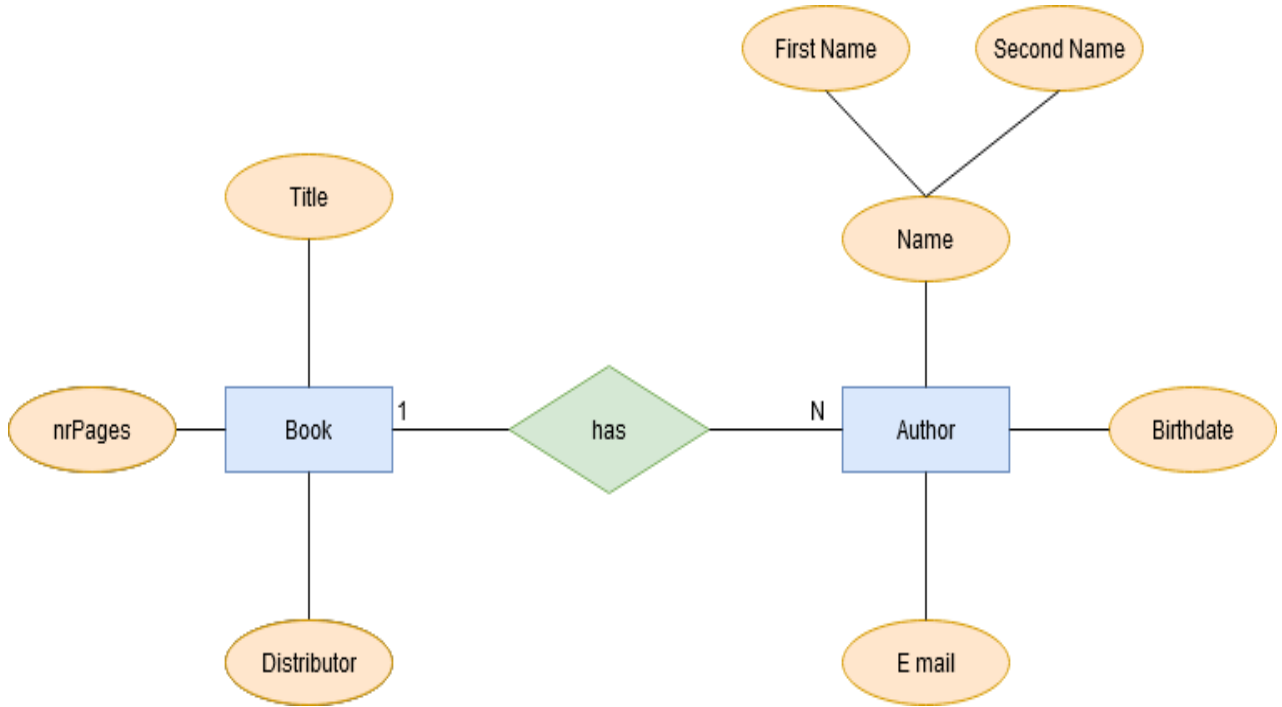 First Name
Second Name
Title
Name
nrPages
Book
1
has
N
Author
Birthdate
Distributor
E mail